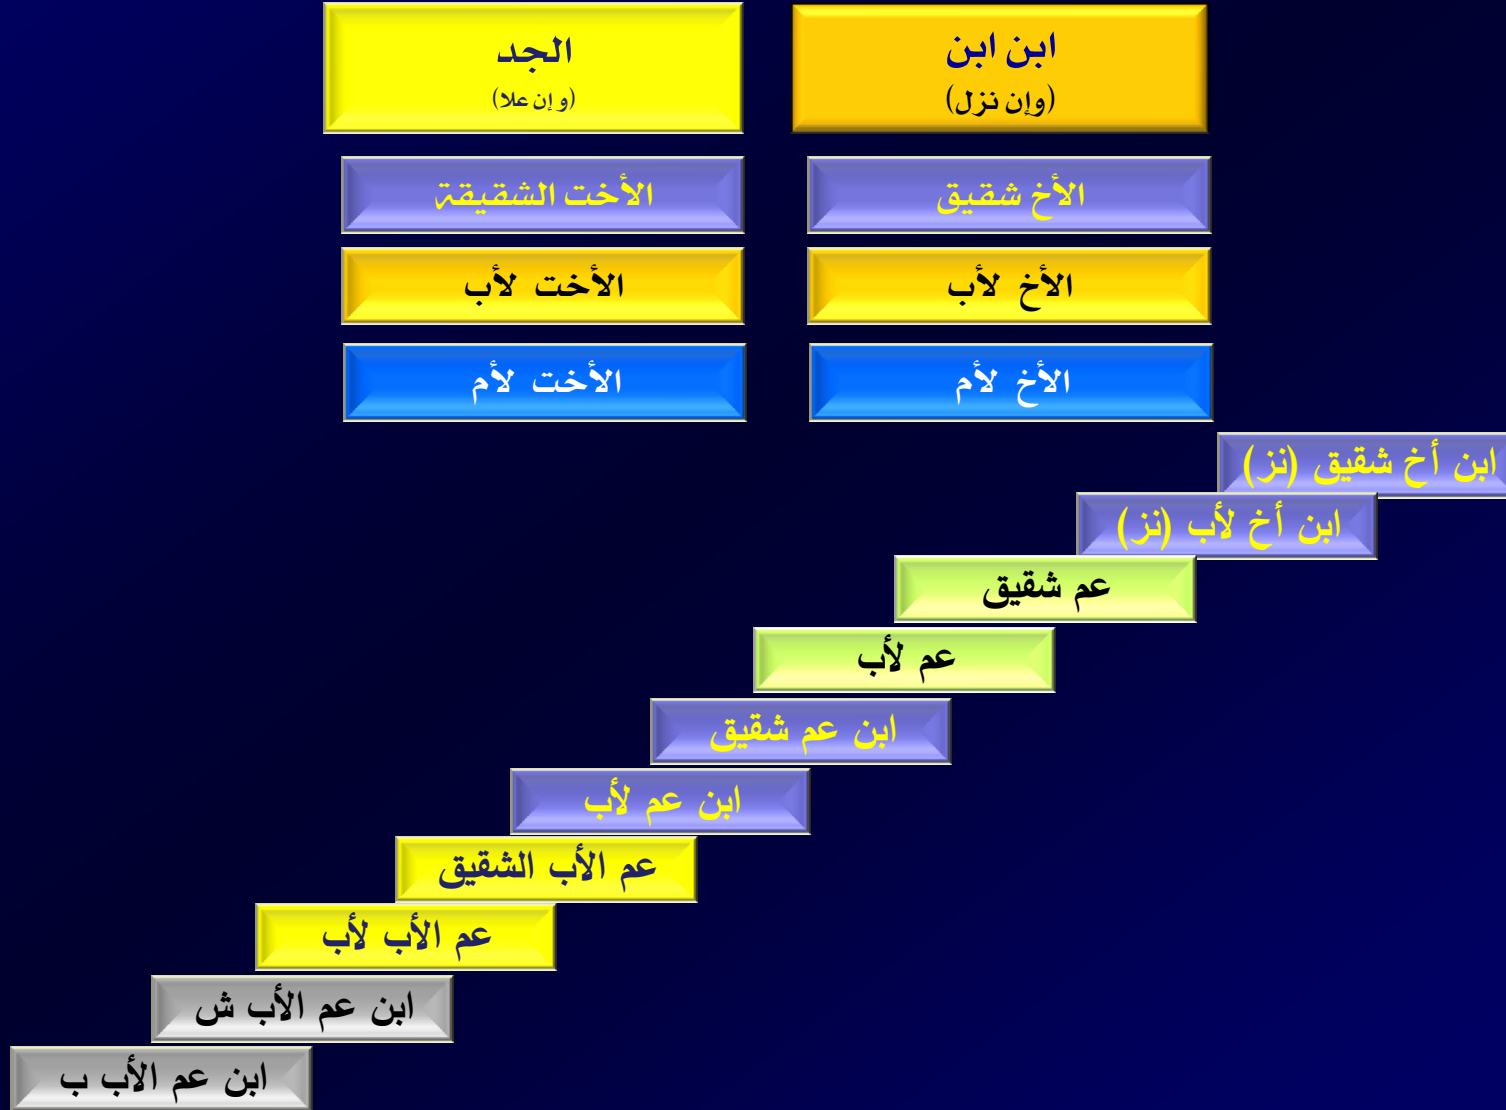 ابن ابن
(وإن نزل)
الجد
(وإن علا)
الأخ شقيق
الأخت الشقيقة
الأخ لأب
الأخت لأب
الأخ لأم
الأخت لأم
ابن أخ شقيق (نز)
ابن أخ لأب (نز)
عم شقيق
عم لأب
ابن عم شقيق
ابن عم لأب
عم الأب الشقيق
عم الأب لأب
ابن عم الأب ش
ابن عم الأب ب